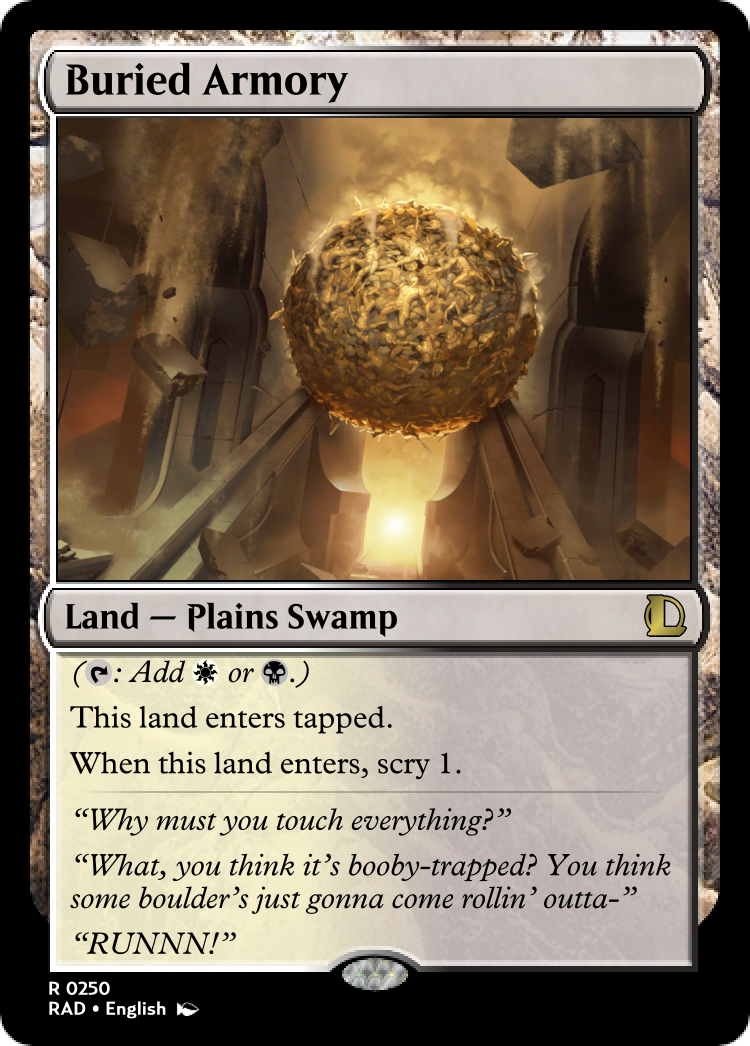 Buried Armory
Land — Plains Swamp
(: Add or .)
This land enters tapped.
When this land enters, scry 1.
“Why must you touch everything?”
“What, you think it’s booby-trapped? You think
some boulder’s just gonna come rollin’ outta-”
“RUNNN!”
R 0250
RAD • English